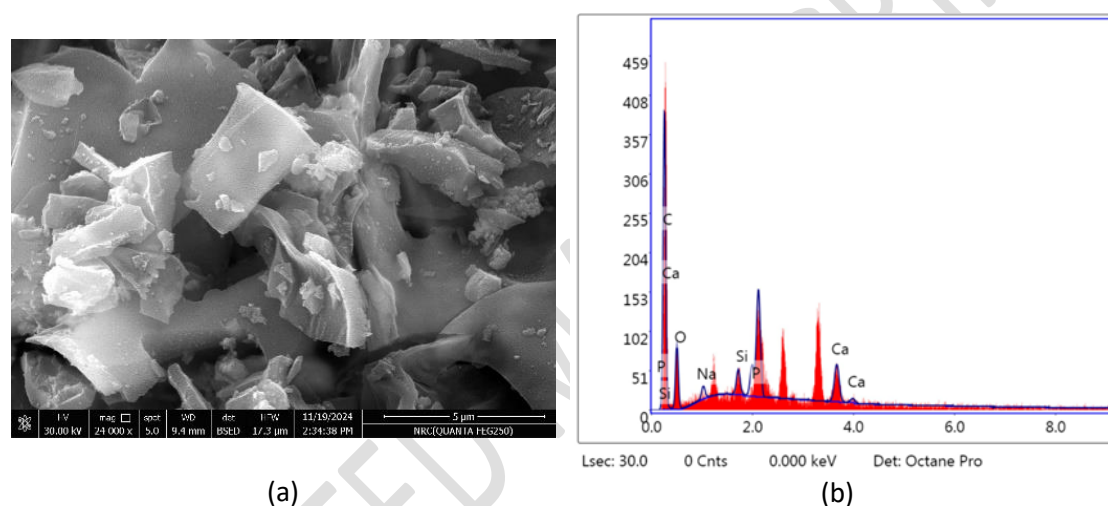 HV mag □ spot WD det HFW 11/19/2024 5 µm
30.00 kV 24 000 x 5.0 9.4 mm BSED 17.3 µm 2:34:38 PM NRC(QUANTA FEG250)
(a)
459
408
357
306
255
204
153
102
51
0
C
Ca
P
Si
O
Na
Si
P
Ca
Ca
0.0 2.0 4.0 6.0 8.0
Lsec: 30.0 0 Cnts 0.000 keV Det: Octane Pro
(b)